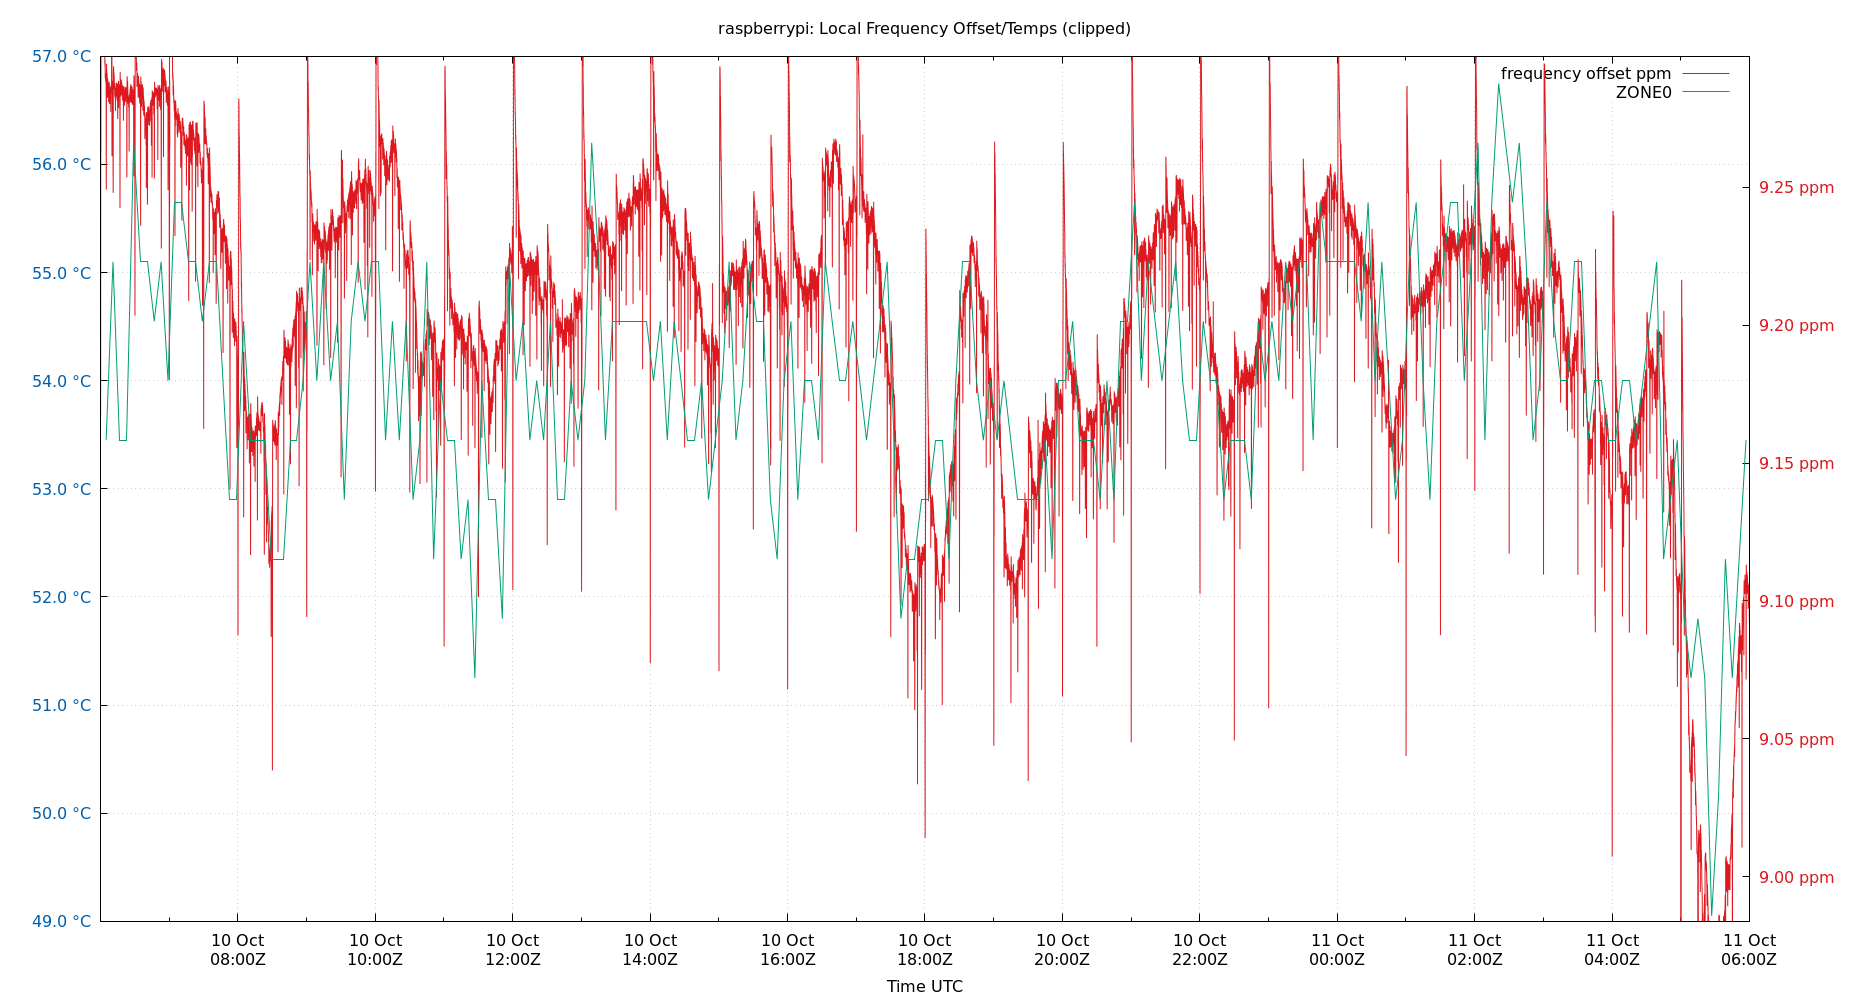 raspberrypi: Local Frequency Offset/Temps (clipped)
frequency offset ppm
ZONE0
57.0 °C
56.0 °C
55.0 °C
54.0 °C
53.0 °C
52.0 °C
51.0 °C
50.0 °C
49.0 °C
9.25 ppm
9.20 ppm
9.15 ppm
9.10 ppm
9.05 ppm
9.00 ppm
10 Oct
08:00Z
10 Oct
10:00Z
10 Oct
12:00Z
10 Oct
14:00Z
10 Oct
16:00Z
10 Oct
18:00Z
10 Oct
20:00Z
10 Oct
22:00Z
11 Oct
00:00Z
11 Oct
02:00Z
11 Oct
04:00Z
11 Oct
06:00Z
Time UTC